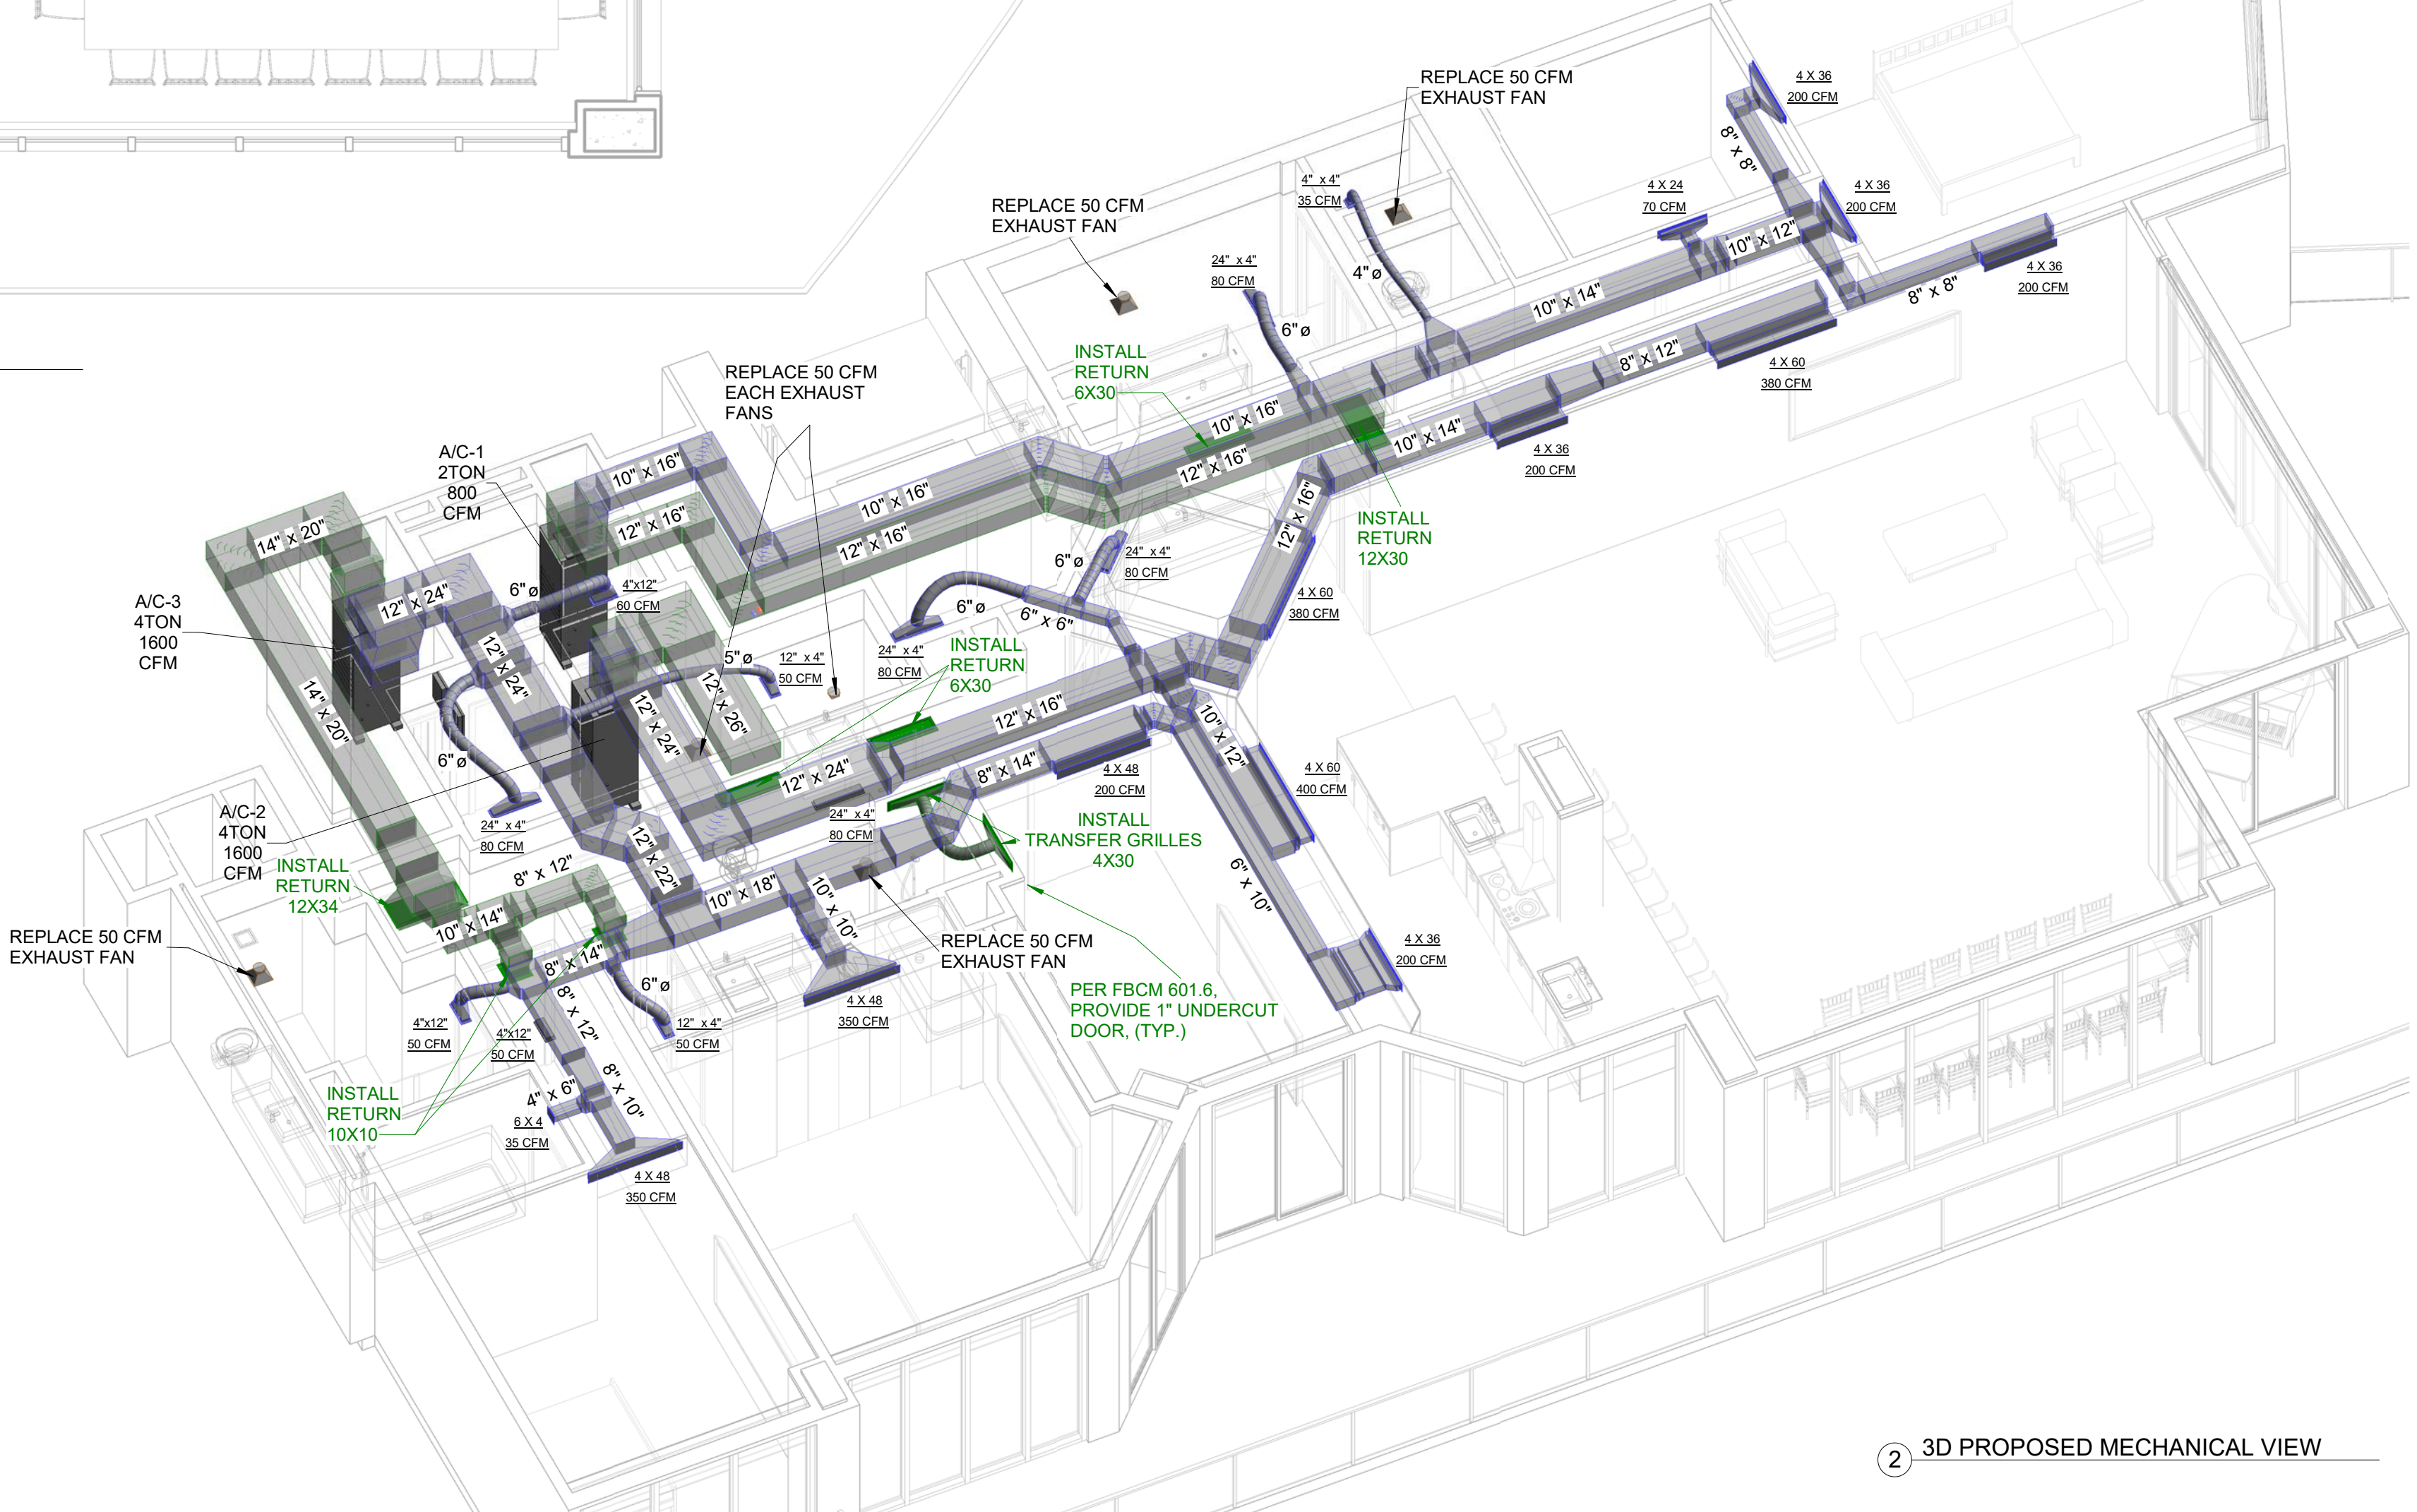 REPLACE 50 CFM
EXHAUST FAN
4 X 36
200 CFM
8" x 8"
REPLACE 50 CFM
EXHAUST FAN
4" x 4"
35 CFM
4 X 24
70 CFM
4 X 36
200 CFM
10" x 12"
24" x 4"
80 CFM
4"ø
4 X 36
200 CFM
8" x 8"
10" x 14"
6"ø
INSTALL
RETURN
6X30
8" x 12"
4 X 60
380 CFM
REPLACE 50 CFM
EACH EXHAUST
FANS
10" x 16"
10" x 14"
4 X 36
200 CFM
12" x 16"
A/C-1
2TON
800
CFM
10" x 16"
10" x 16"
12" x 16"
12" x 16"
12" x 16"
INSTALL
RETURN
12X30
14" x 20"
6"ø
24" x 4"
80 CFM
A/C-3
4TON
1600
CFM
12" x 24"
6"ø
4"x12"
60 CFM
6"ø
6" x 6"
4 X 60
380 CFM
12" x 24"
5"ø
12" x 4"
50 CFM
24" x 4"
80 CFM
INSTALL
RETURN
6X30
14" x 20"
12" x 26"
12" x 24"
12" x 16"
10" x 12"
6"ø
12" x 24"
8" x 14"
4 X 48
200 CFM
4 X 60
400 CFM
A/C-2
4TON
1600
CFM
24" x 4"
80 CFM
24" x 4"
80 CFM
INSTALL
TRANSFER GRILLES
4X30
INSTALL
RETURN
12X34
8" x 12"
12" x 22"
10" x 18"
10" x 10"
6" x 10"
10" x 14"
REPLACE 50 CFM
EXHAUST FAN
8" x 14"
REPLACE 50 CFM
EXHAUST FAN
4 X 36
200 CFM
6"ø
8" x 12"
4 X 48
350 CFM
PER FBCM 601.6,
PROVIDE 1" UNDERCUT
DOOR, (TYP.)
4"x12"
50 CFM
4"x12"
50 CFM
12" x 4"
50 CFM
8" x 10"
4" x 6"
INSTALL
RETURN
10X10
6 X 4
35 CFM
4 X 48
350 CFM
2
3D PROPOSED MECHANICAL VIEW